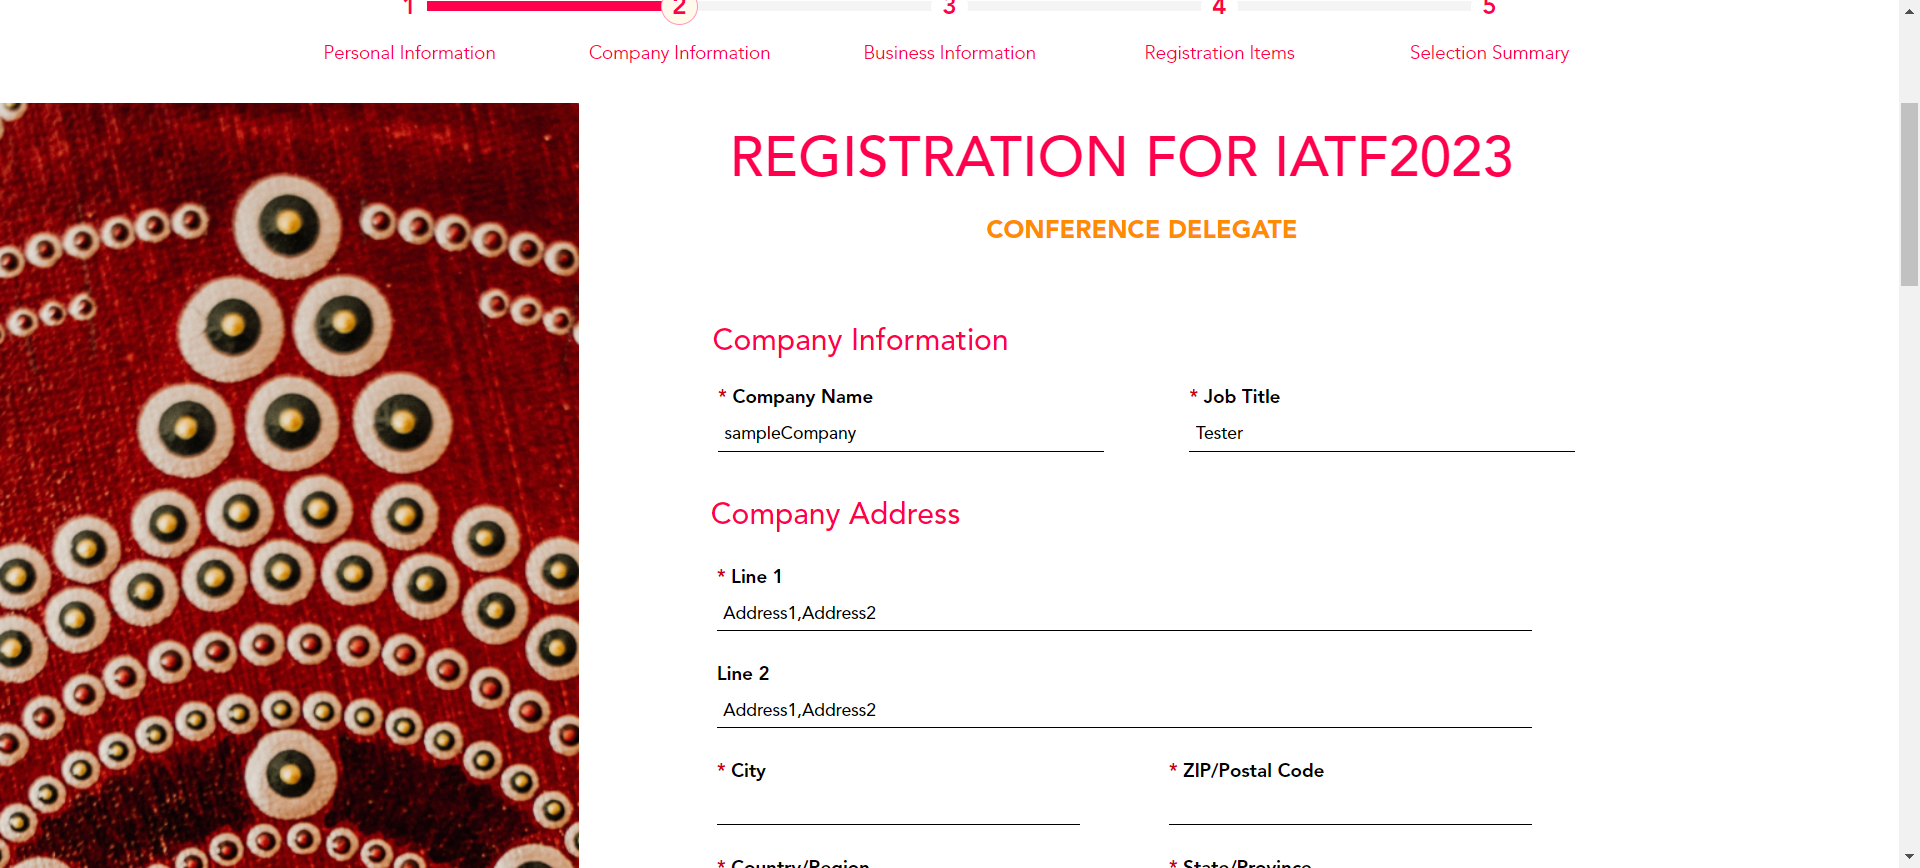 1 2 3 4 5
Personal Information Company Information Business Information Registration Items Selection Summary
REGISTRATION FOR IATF2023
CONFERENCE DELEGATE
Company Information
* Company Name * Job Title
sampleCompany Tester
Company Address
* Line 1
Address1,Address2
Line 2
Address1,Address2
* City * ZIP/Postal Code
* Country/Region * State/Province